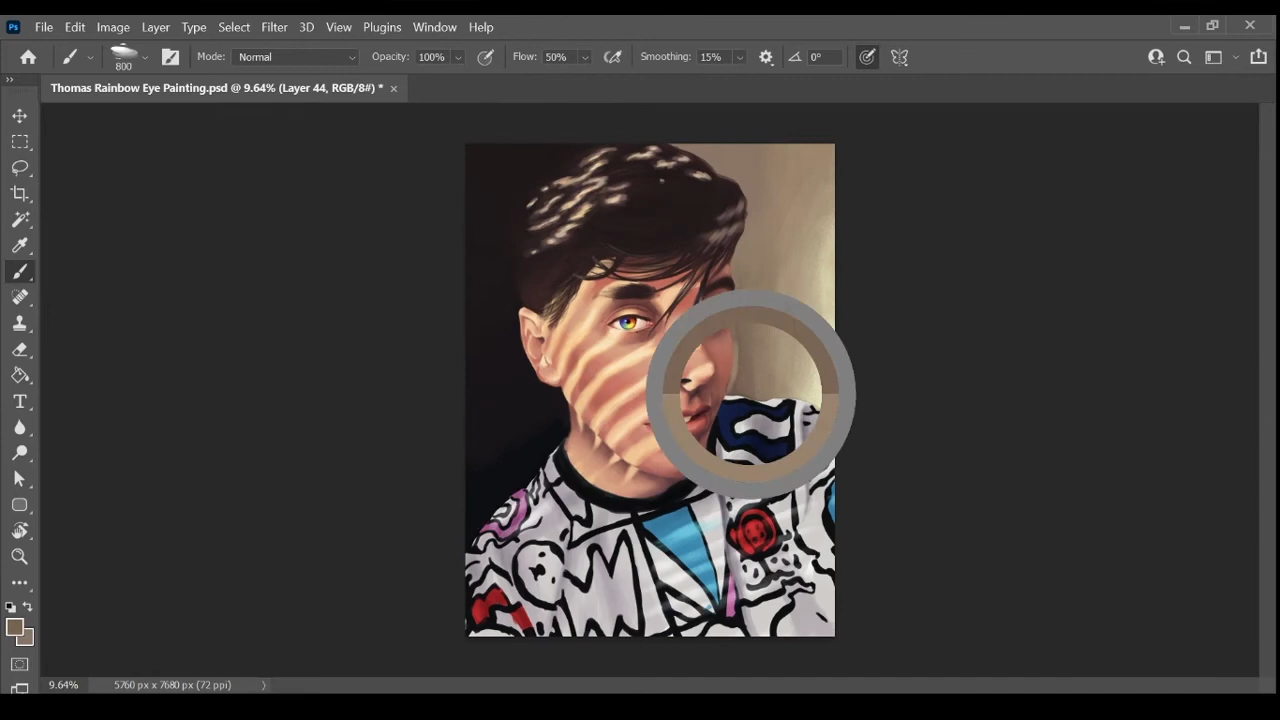 Ps File Edit Image Layer Type Select Filter 3D View Plugins Window Help
800 Mode: Normal Opacity: 100% Flow: 50% Smoothing: 15% 0°
Thomas Rainbow Eye Painting.psd @ 9.64% (Layer 44, RGB/8#) *
9.64% 5760 px x 7680 px (72 ppi)